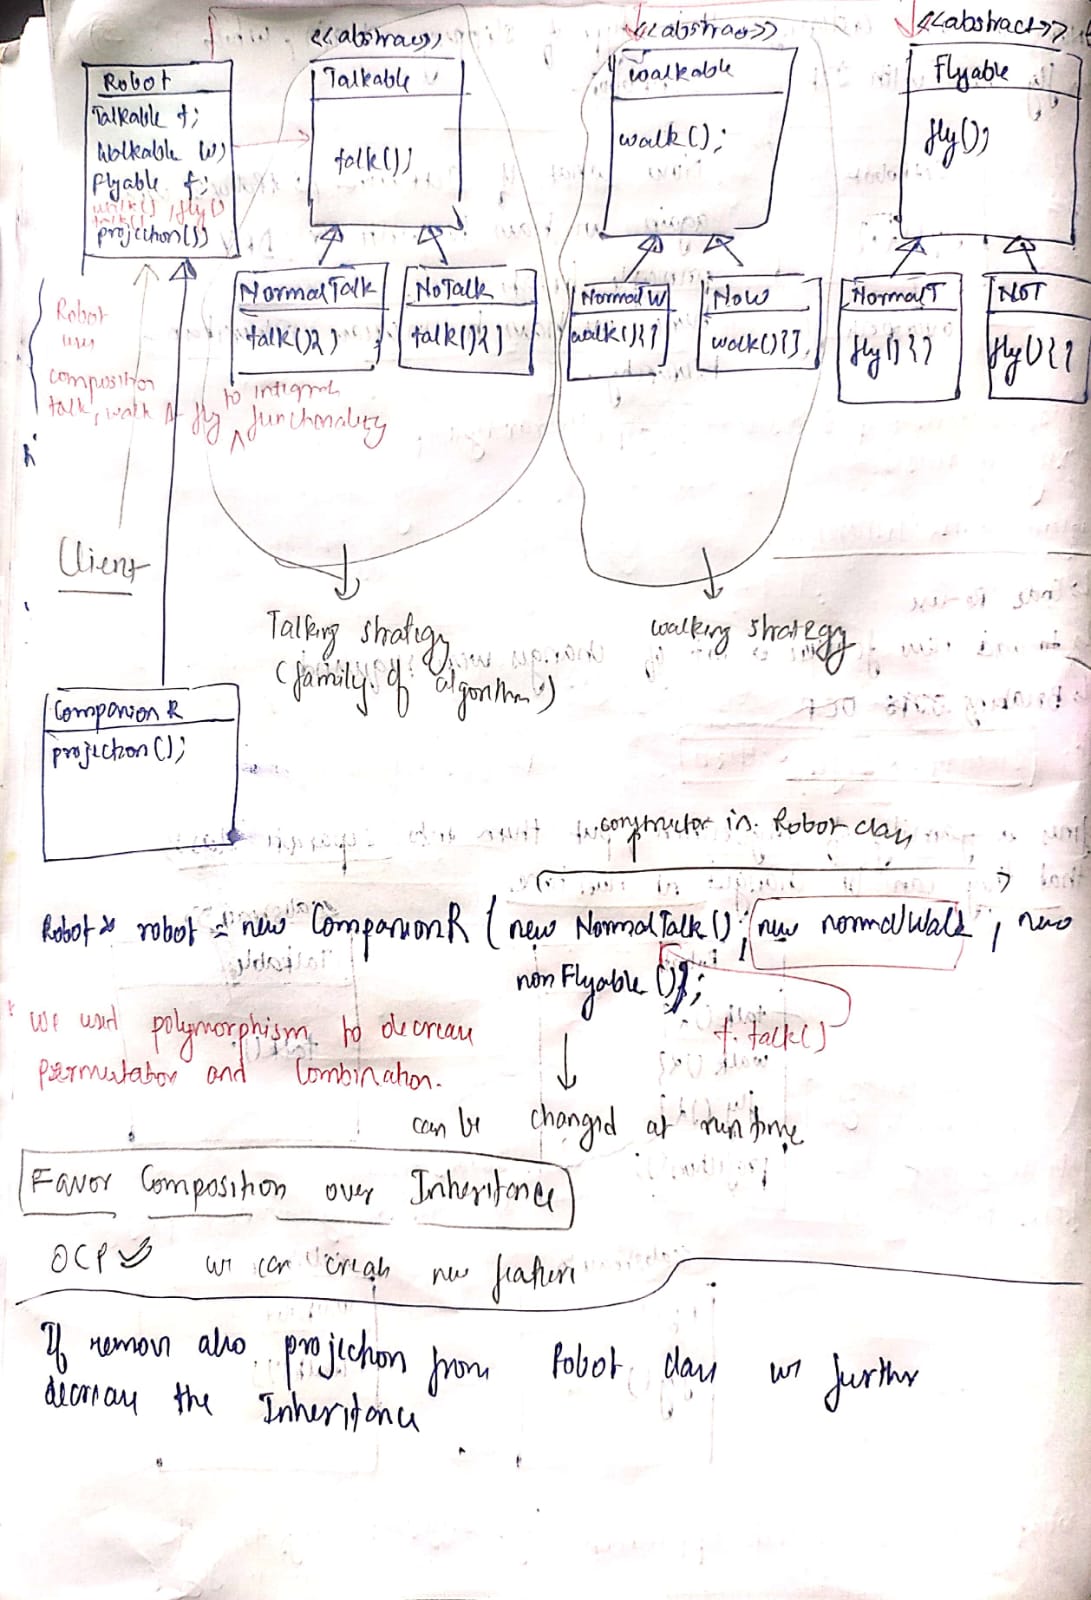 <<abstrac>>
<<abstrac>>
<<abstract>>
Robot
Talkable t;
Walkable w;
Flyable f;
walk() , fly()
talk()
projection();
Talkable
talk();
Walkable
walk();
Flyable
fly();
NormalTalk
talk(){}
NoTalk
talk(){}
NormalW
walk(){}
NOW
walk(){}
NormalT
fly(){}
NOT
fly(){}
Robot
uses
composition to integrate
talk, walk & fly functionality
Client
Talking strategy
(family of algorithm)
walking strategy
Companion R
projection();
constructor in Robot class
Robot* robot = new CompanionR (new NormalTalk(), new normalWalk, new
nonFlyable());
t.talk()
* We used polymorphism to decrease
permutation and Combination.
can be changed at run time
Favor Composition over Inheritance
OCP we can create new feature
If remove also projection from Robot class we further
decrease the Inheritance